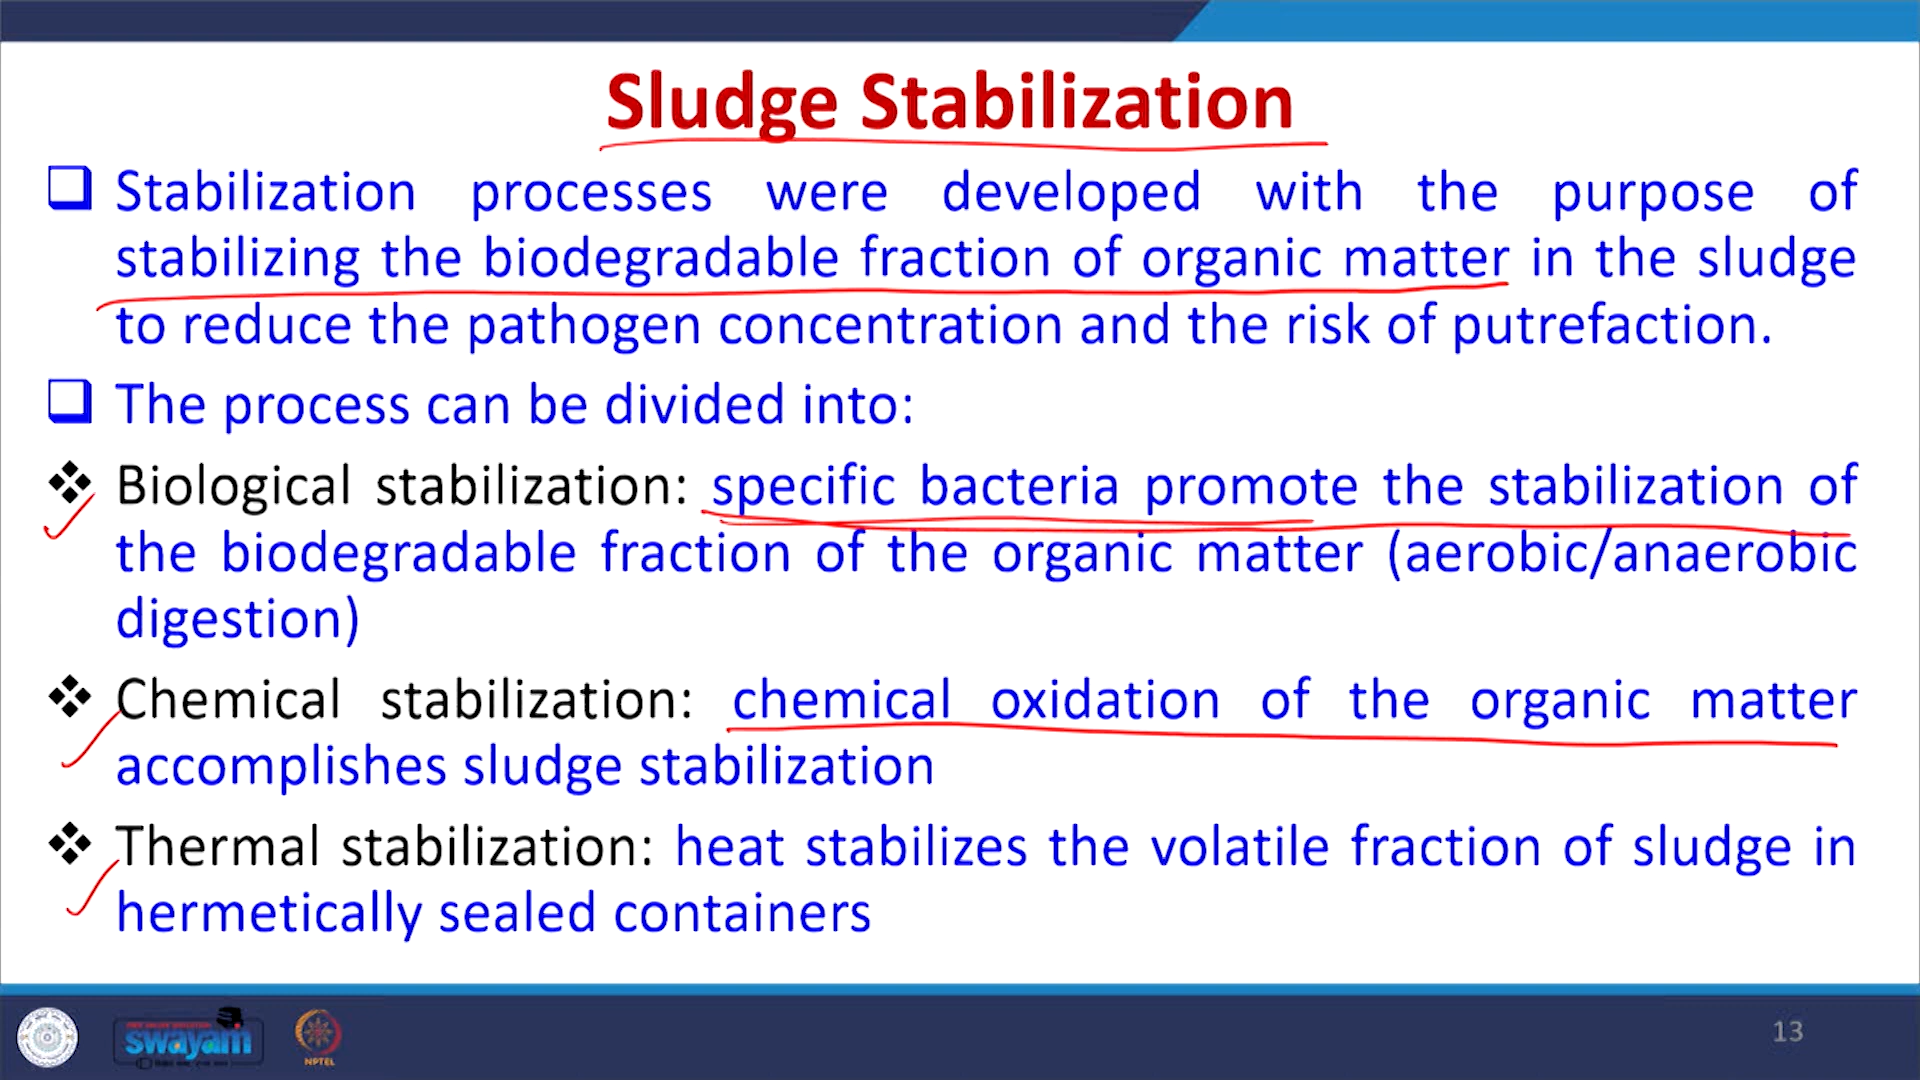 Sludge Stabilization
Stabilization processes were developed with the purpose of
stabilizing the biodegradable fraction of organic matter in the sludge
to reduce the pathogen concentration and the risk of putrefaction.
The process can be divided into:
Biological stabilization: specific bacteria promote the stabilization of
the biodegradable fraction of the organic matter (aerobic/anaerobic
digestion)
Chemical stabilization: chemical oxidation of the organic matter
accomplishes sludge stabilization
Thermal stabilization: heat stabilizes the volatile fraction of sludge in
hermetically sealed containers
swayam
NPTEL
13